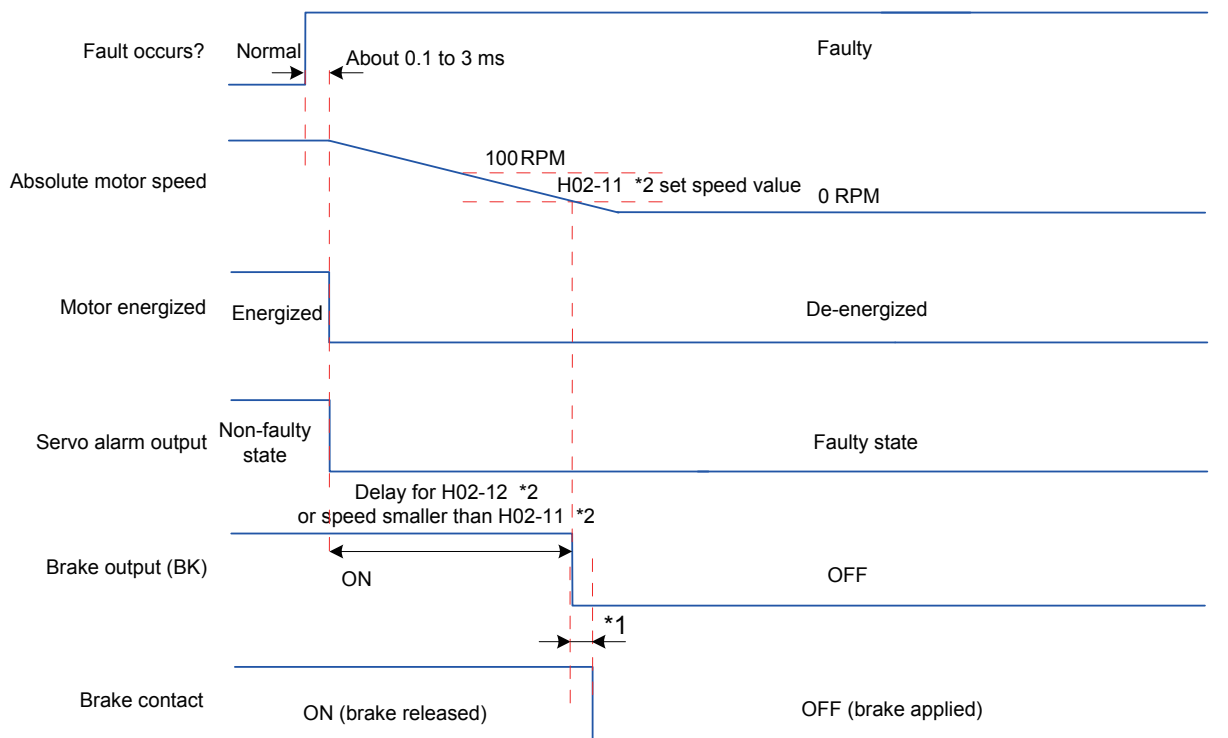 Fault occurs?
Normal
About 0.1 to 3 ms
Faulty
Absolute motor speed
100 RPM
H02-11 *2 set speed value
0 RPM
Motor energized
Energized
De-energized
Servo alarm output
Non-faulty
state
Faulty state
Delay for H02-12 *2
or speed smaller than H02-11 *2
Brake output (BK)
ON
OFF
*1
Brake contact
ON (brake released)
OFF (brake applied)